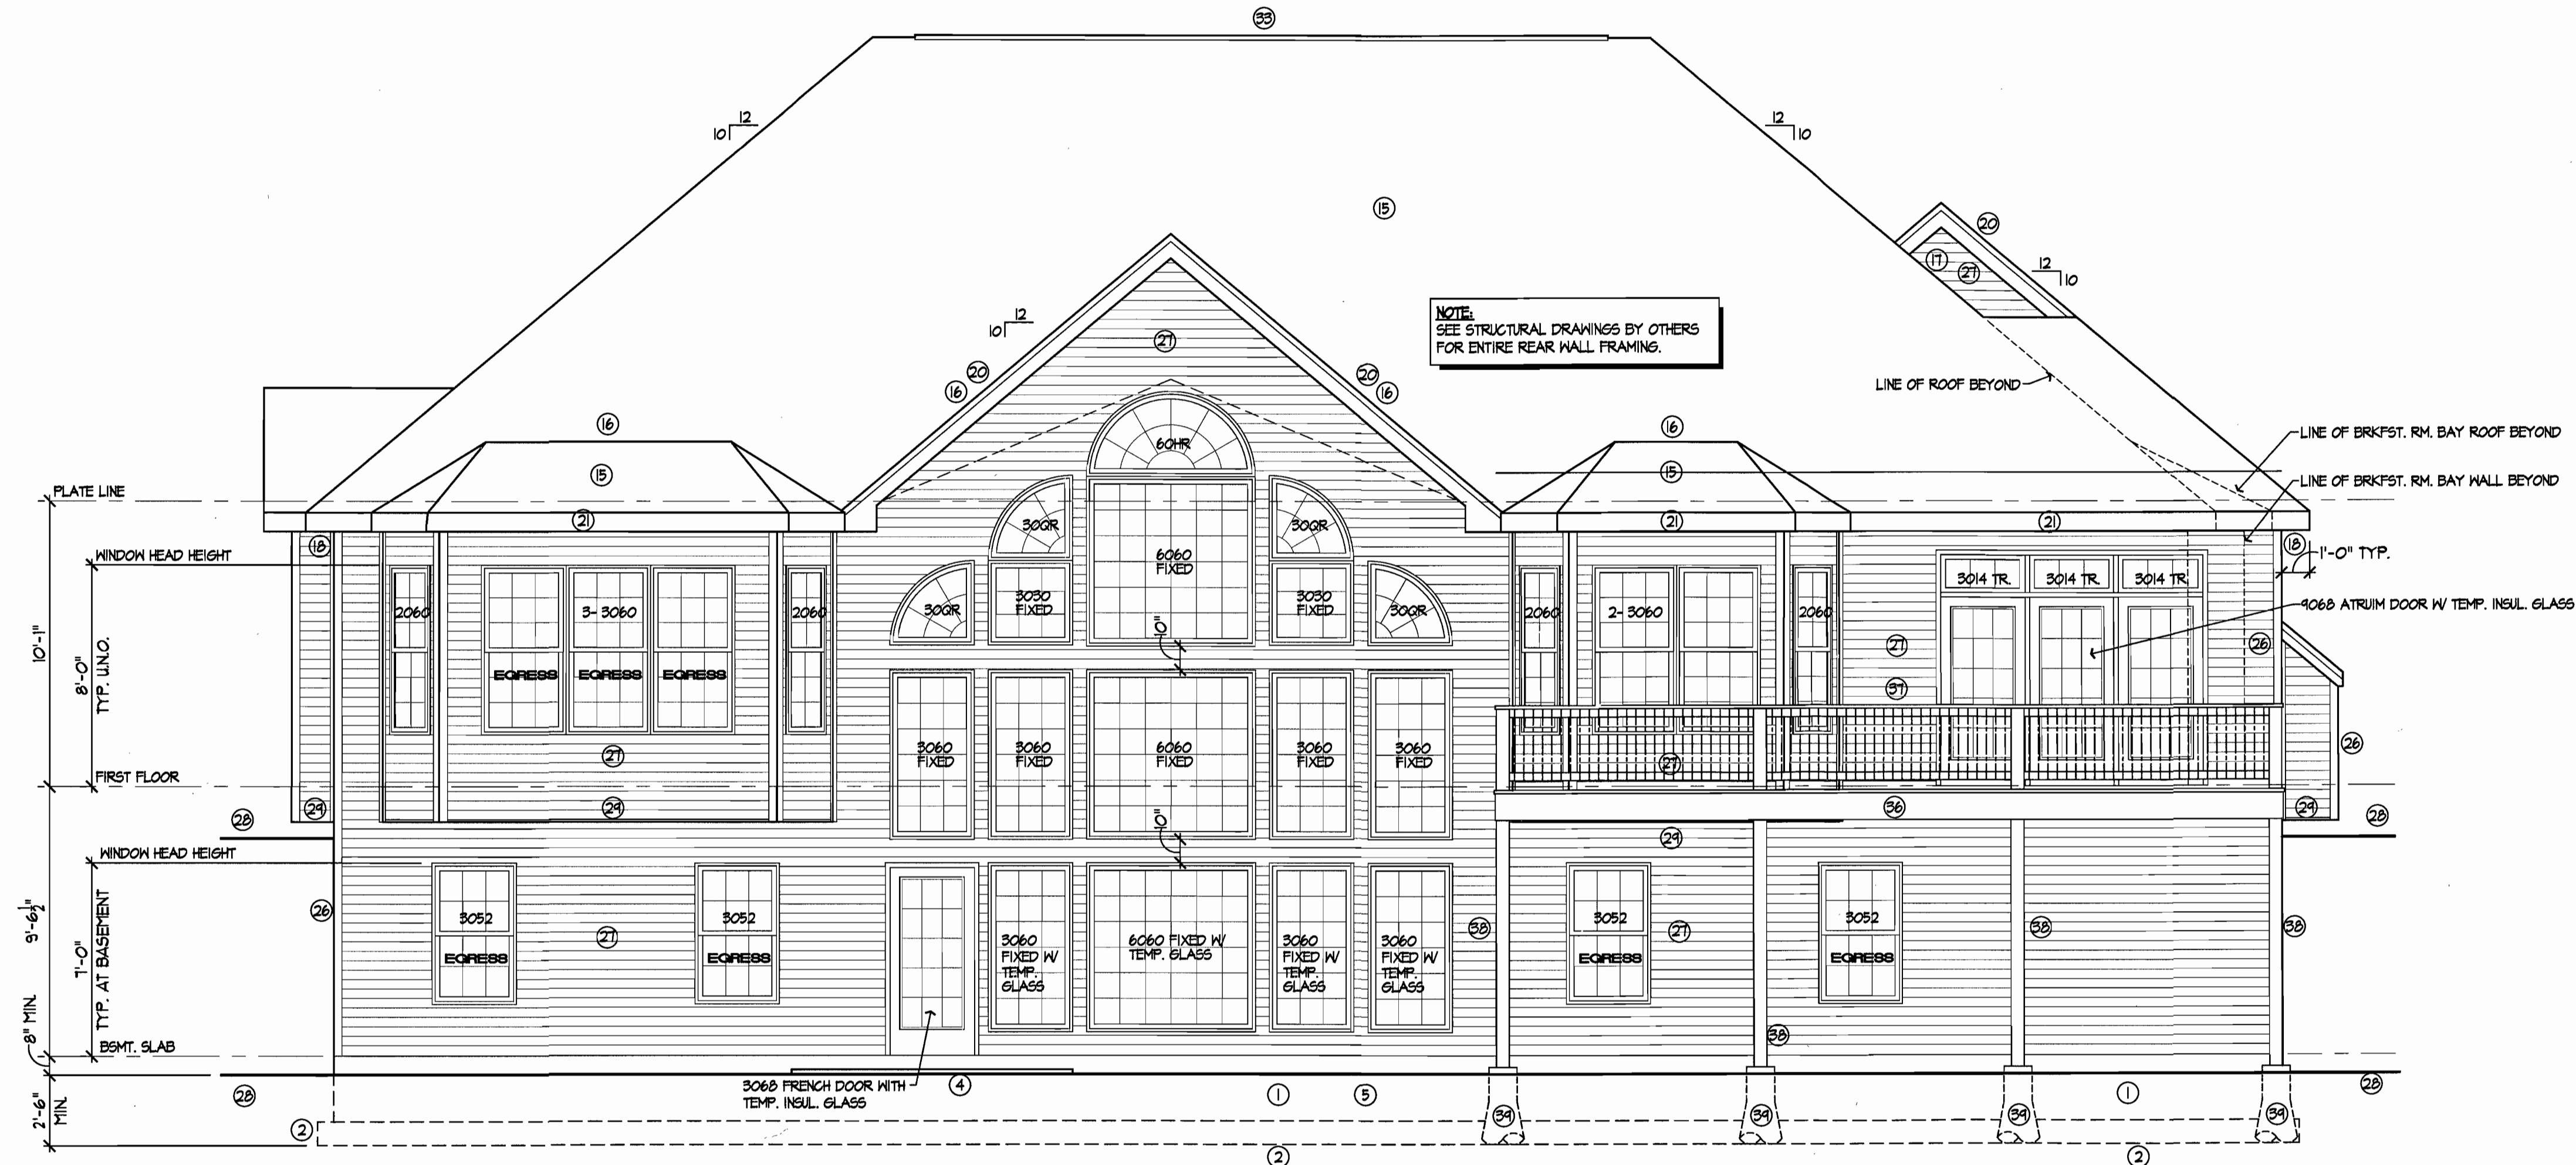 33
12
10
12
10
15
20
17
27
12
10
NOTE:
SEE STRUCTURAL DRAWINGS BY OTHERS
FOR ENTIRE REAR WALL FRAMING.
12
10
27
20
16
20
16
LINE OF ROOF BEYOND
16
15
16
15
LINE OF BRKFST. RM. BAY ROOF BEYOND
LINE OF BRKFST. RM. BAY WALL BEYOND
60HR
PLATE LINE
21
21
21
18
18
1'-0" TYP.
30QR
30QR
WINDOW HEAD HEIGHT
6060
FIXED
3014 TR.
3014 TR.
3014 TR.
2060
3-3060
2060
30QR
3030
FIXED
3030
FIXED
30QR
2060
2-3060
2060
9068 ATRUIM DOOR W/ TEMP. INSUL. GLASS
10'-1"
8'-0"
TYP. U.N.O.
10"
27
26
EGRESS
EGRESS
EGRESS
37
27
3060
FIXED
3060
FIXED
6060
FIXED
3060
FIXED
3060
FIXED
27
26
FIRST FLOOR
29
29
36
29
28
10"
28
29
WINDOW HEAD HEIGHT
9'-6½"
7'-0"
TYP. AT BASEMENT
26
3052
3052
27
EGRESS
EGRESS
3060
FIXED W/
TEMP.
GLASS
6060 FIXED W/
TEMP. GLASS
3060
FIXED W/
TEMP.
GLASS
3060
FIXED W/
TEMP.
GLASS
38
3052
27
3052
38
38
EGRESS
EGRESS
38
8" MIN.
BSMT. SLAB
2'-6"
MIN.
28
3068 FRENCH DOOR WITH
TEMP. INSUL. GLASS
4
1
5
1
28
2
39
39
39
39
2
2